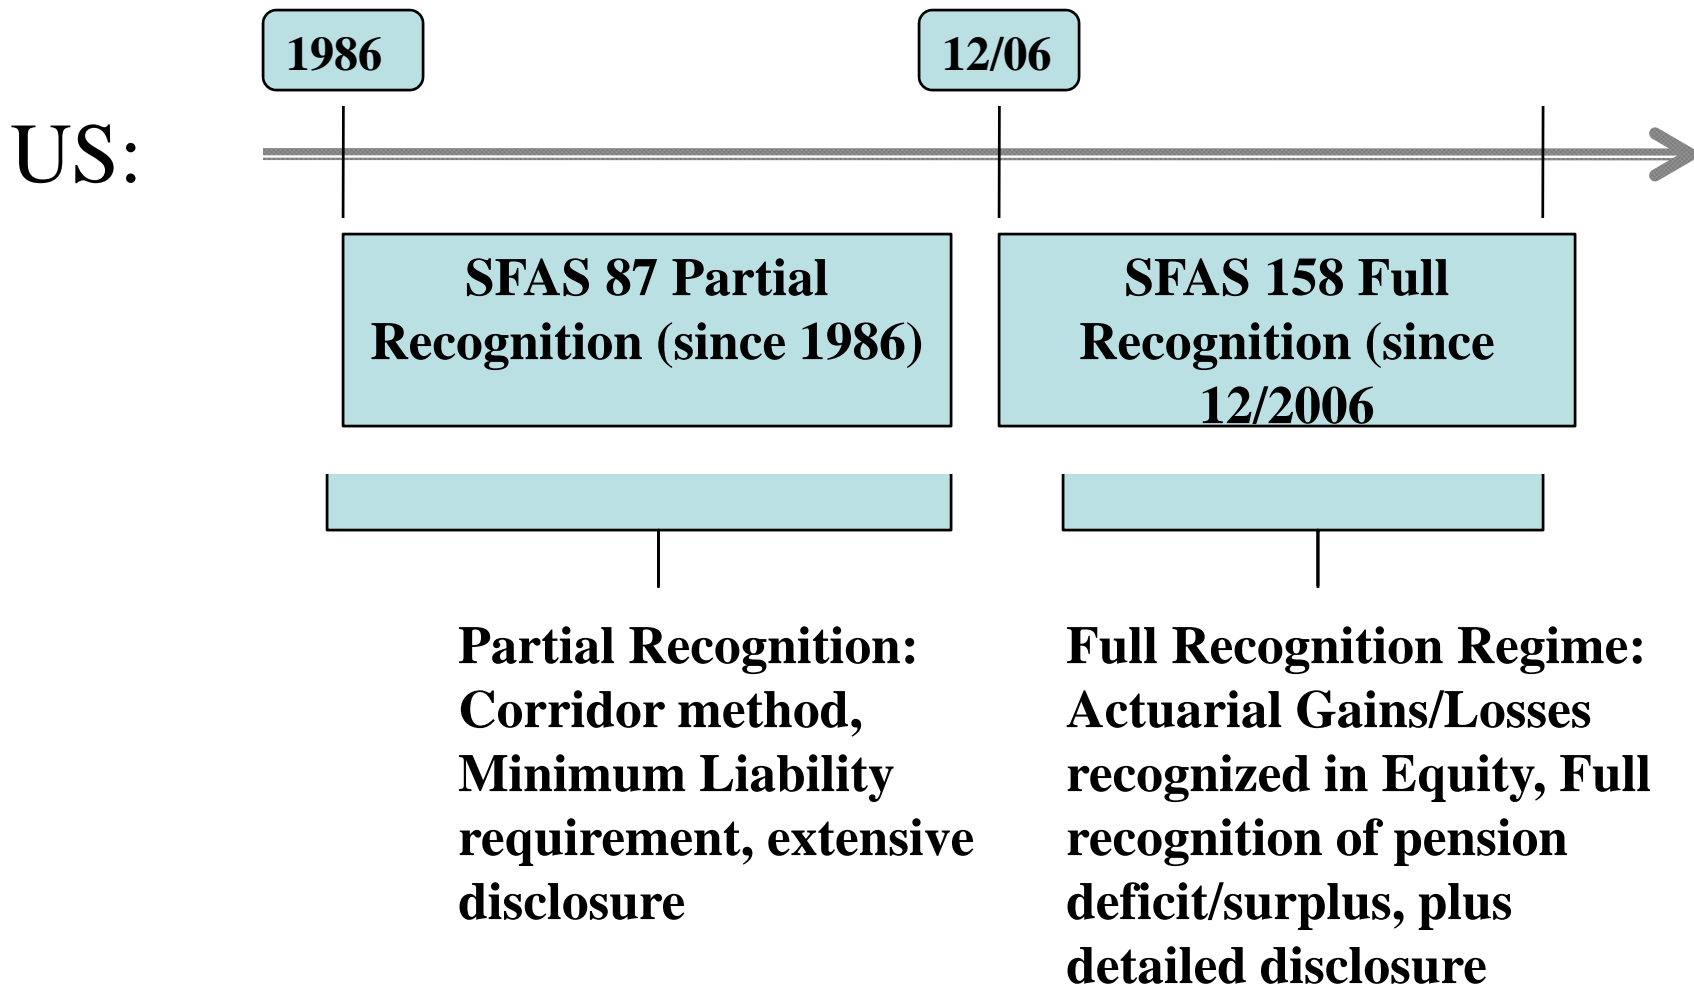 1986
12/06
US:
SFAS 87 Partial
Recognition (since 1986)
SFAS 158 Full
Recognition (since
12/2006
Partial Recognition:
Corridor method,
Minimum Liability
requirement, extensive
disclosure
Full Recognition Regime:
Actuarial Gains/Losses
recognized in Equity, Full
recognition of pension
deficit/surplus, plus
detailed disclosure